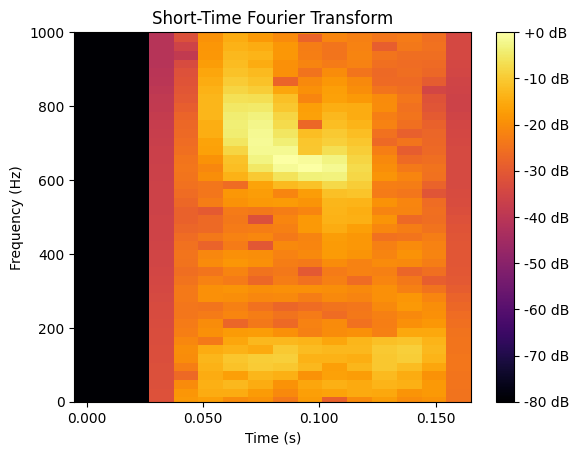 Short-Time Fourier Transform
1000
800
600
400
200
0
Frequency (Hz)
0.000
0.050
0.100
0.150
Time (s)
+0 dB
-10 dB
-20 dB
-30 dB
-40 dB
-50 dB
-60 dB
-70 dB
-80 dB